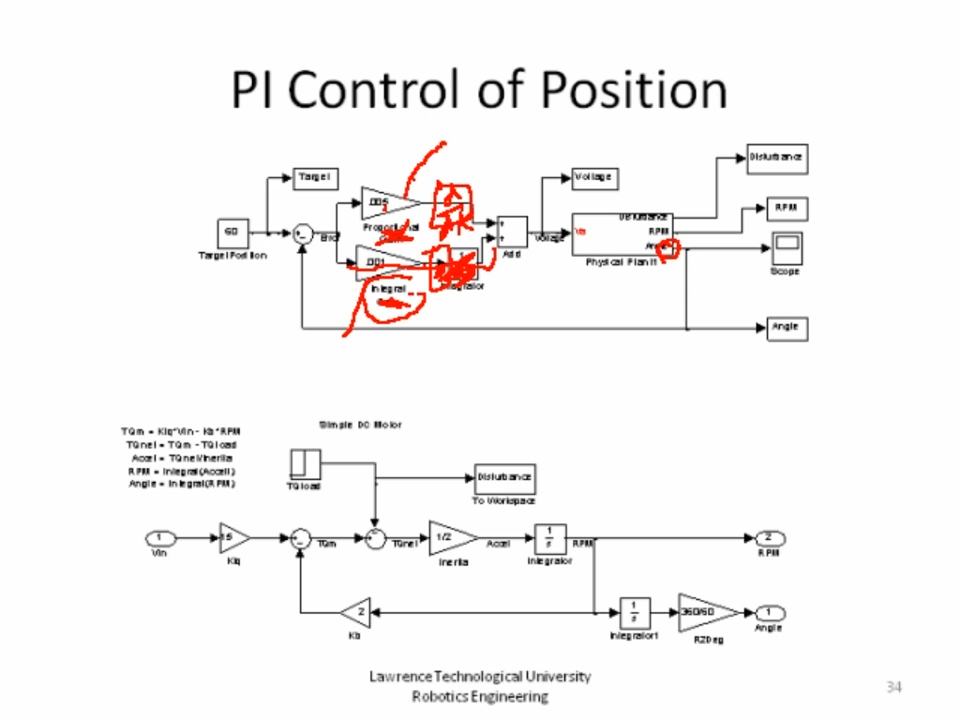 PI Control of Position
Disturbance
Target
Voltage
.005
RPM
60
Disturbance
Proportional
RPM
Error
Add
Voltage
Angle
Target Position
Physical Plant
.001
Scope
Integral
Integrator
Angle
Simple DC Motor
TQm = Ktq*Vin - Kb*RPM
TQnet = TQm - TQload
Accel = TQnet/Inertia
RPM = Integral(Accel)
Angle = Integral(RPM)
Disturbance
TQload
To Workspace
1
15
TQm
TQnet
1/2
Accel
1
s
RPM
2
Vin
Ktq
Inertia
Integrator
RPM
2
1
s
360/60
1
Kb
Integrator1
R2Deg
Angle
Lawrence Technological University
Robotics Engineering
34